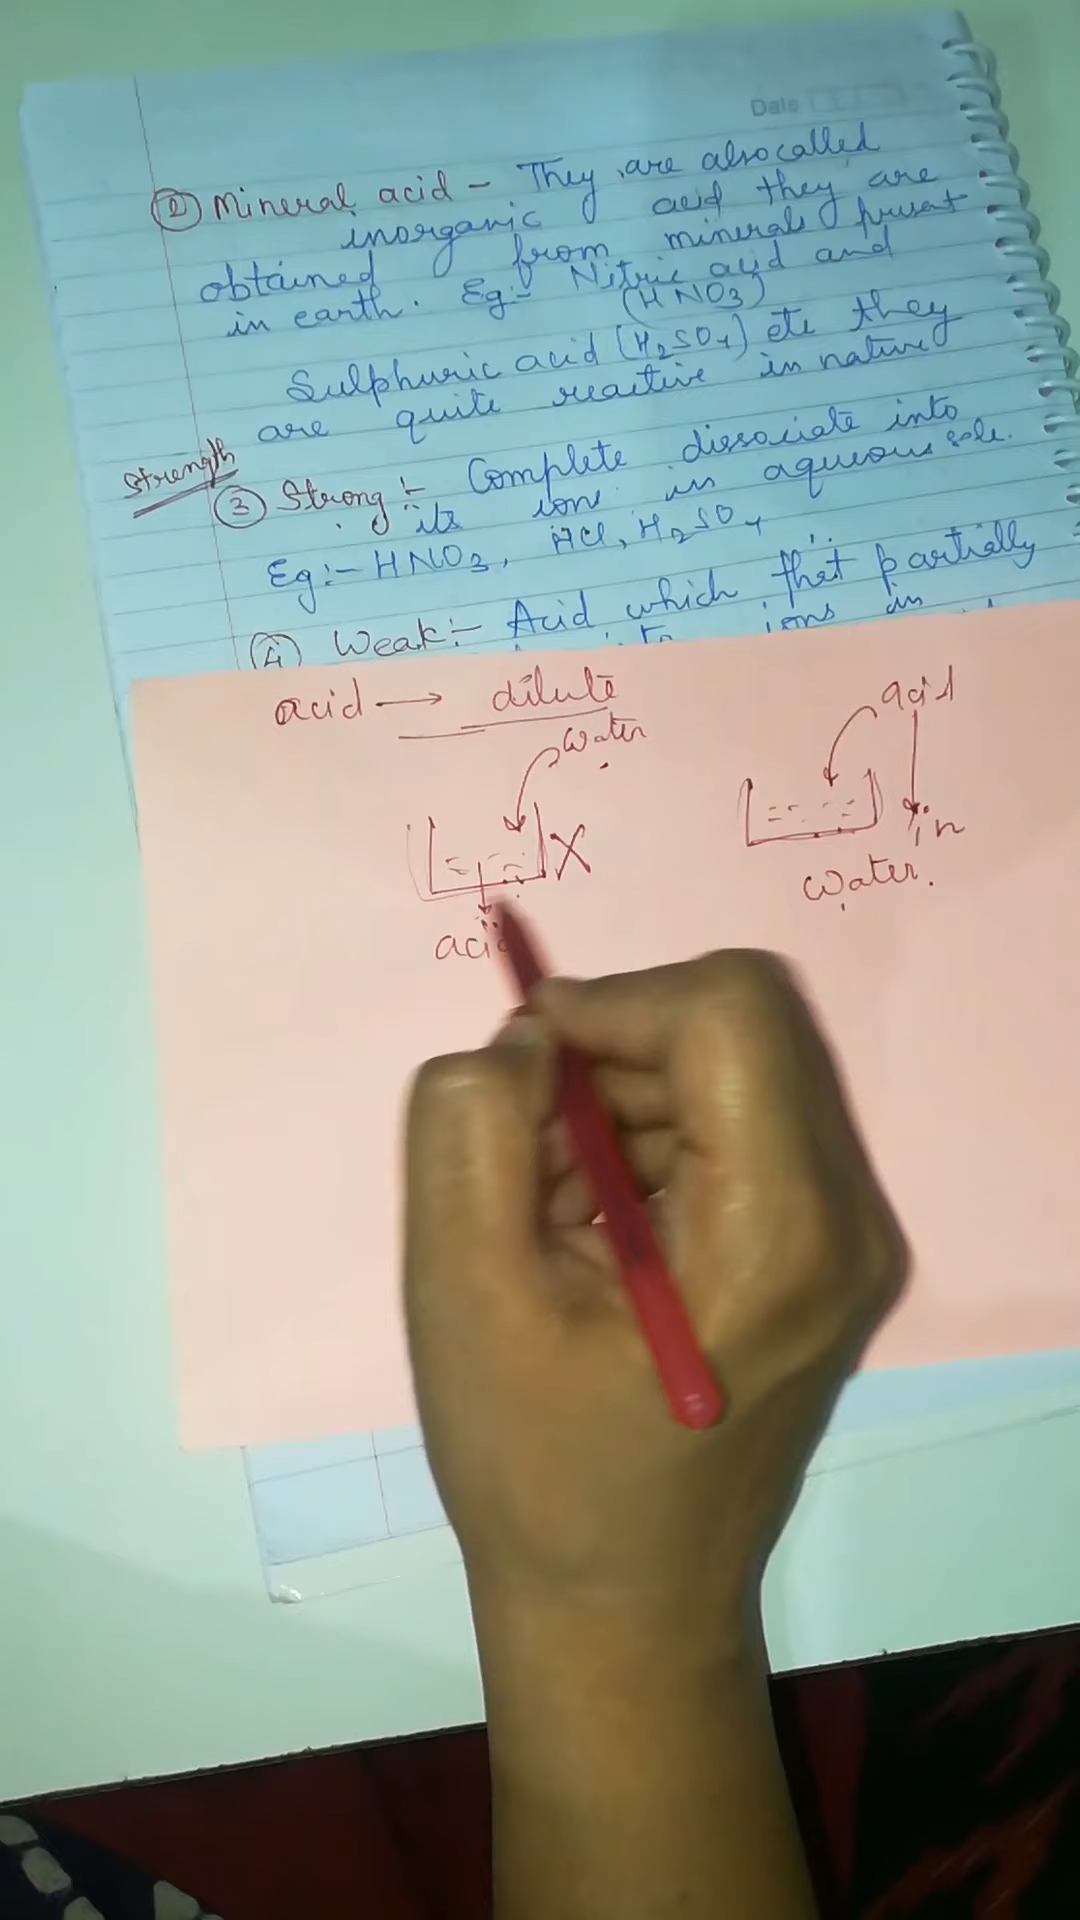 Date
② Mineral acid - They are also called
inorganic acid they are
obtained from minerals present
in earth. Eg:- Nitric acid and
(HNO3)
Sulphuric acid (H2SO4) etc they
are quite reactive in nature
Strength
③ Strong :- Complete dissociate into
its ions in aqueous soln.
Eg:- HNO3, HCl, H2SO4
④ Weak:- Acid which that partially
ions in
acid → dilute
water
X
acid
acid
in
water.